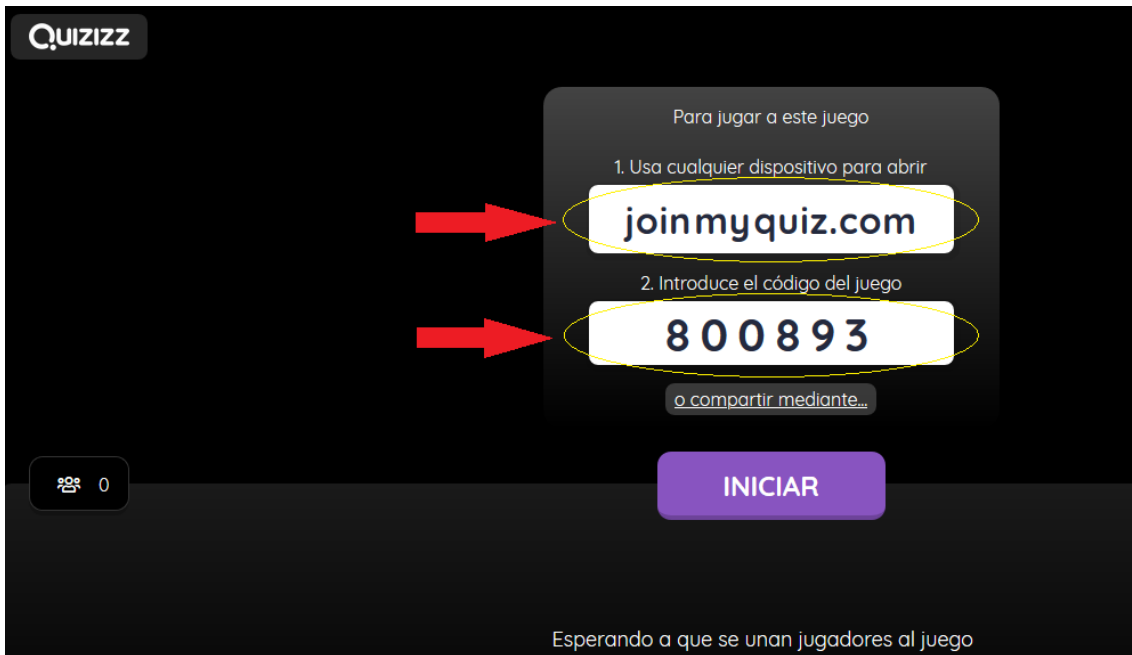 Quizizz
Para jugar a este juego
1. Usa cualquier dispositivo para abrir
joinmyquiz.com
2. Introduce el código del juego
800893
o compartir mediante...
0
INICIAR
Esperando a que se unan jugadores al juego